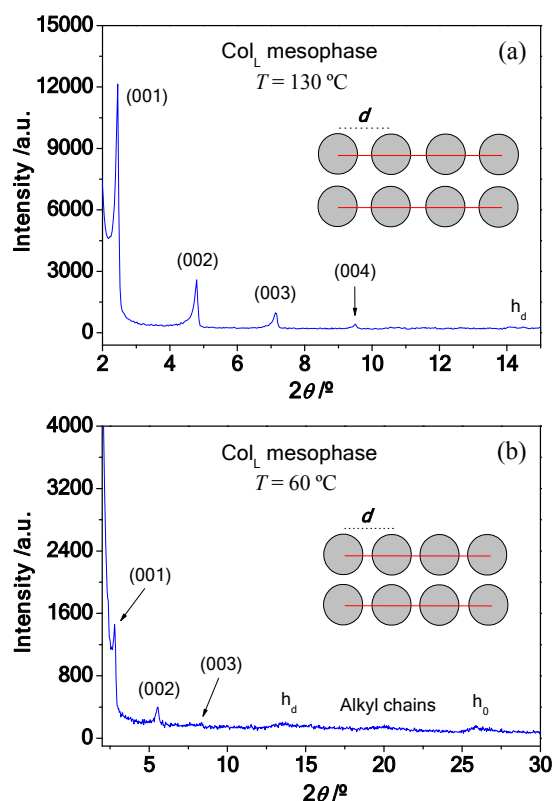 Col_L mesophase
(a)
T = 130 ºC
(001)
d
(002)
(003)
(004)
h_d
Intensity /a.u.
15000
12000
9000
6000
3000
0
2 4 6 8 10 12 14
2θ /º
Col_L mesophase
(b)
T = 60 ºC
d
(001)
(002)
(003)
h_d
Alkyl chains
h_0
Intensity /a.u.
4000
3200
2400
1600
800
0
5 10 15 20 25 30
2θ /º